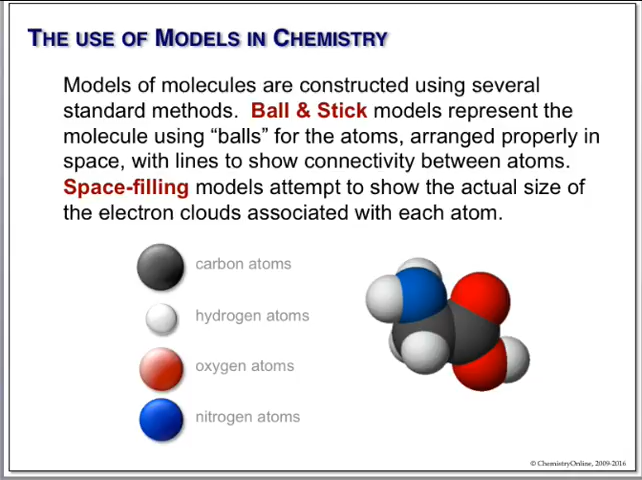 THE USE OF MODELS IN CHEMISTRY
Models of molecules are constructed using several
standard methods. Ball & Stick models represent the
molecule using “balls” for the atoms, arranged properly in
space, with lines to show connectivity between atoms.
Space-filling models attempt to show the actual size of
the electron clouds associated with each atom.
carbon atoms
hydrogen atoms
oxygen atoms
nitrogen atoms
© ChemistryOnline, 2009-2016